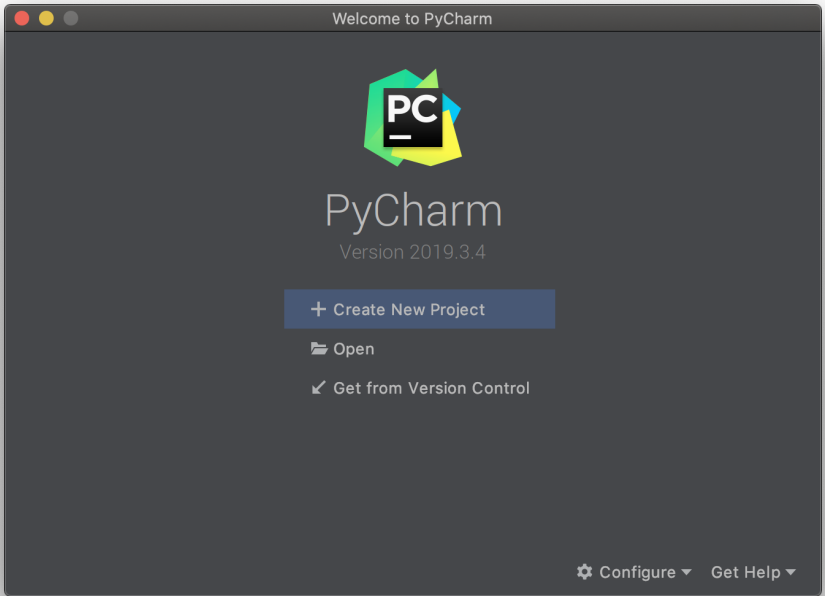 Welcome to PyCharm
PC
PyCharm
Version 2019.3.4
Create New Project
Open
Get from Version Control
Configure Get Help